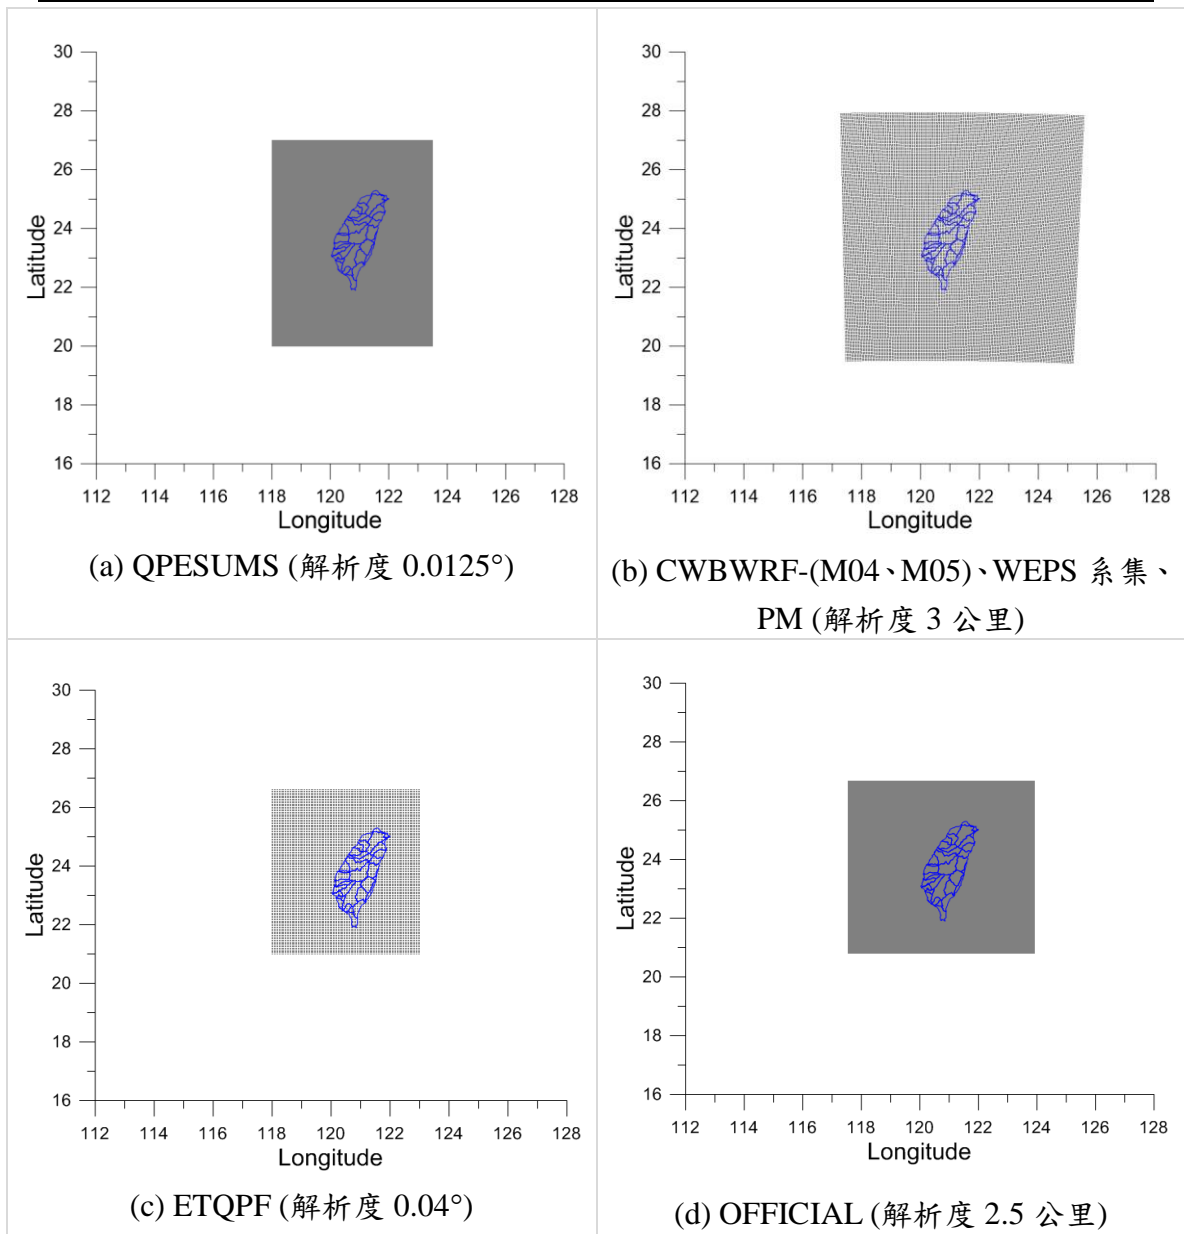 30
28
26
24
22
20
18
16
Latitude
112 114 116 118 120 122 124 126 128
Longitude
(a) QPESUMS (解析度 0.0125°)
30
28
26
24
22
20
18
16
Latitude
112 114 116 118 120 122 124 126 128
Longitude
(b) CWBWRF-(M04、M05)、WEPS 系集、
PM (解析度 3 公里)
30
28
26
24
22
20
18
16
Latitude
112 114 116 118 120 122 124 126 128
Longitude
(c) ETQPF (解析度 0.04°)
30
28
26
24
22
20
18
16
Latitude
112 114 116 118 120 122 124 126 128
Longitude
(d) OFFICIAL (解析度 2.5 公里)